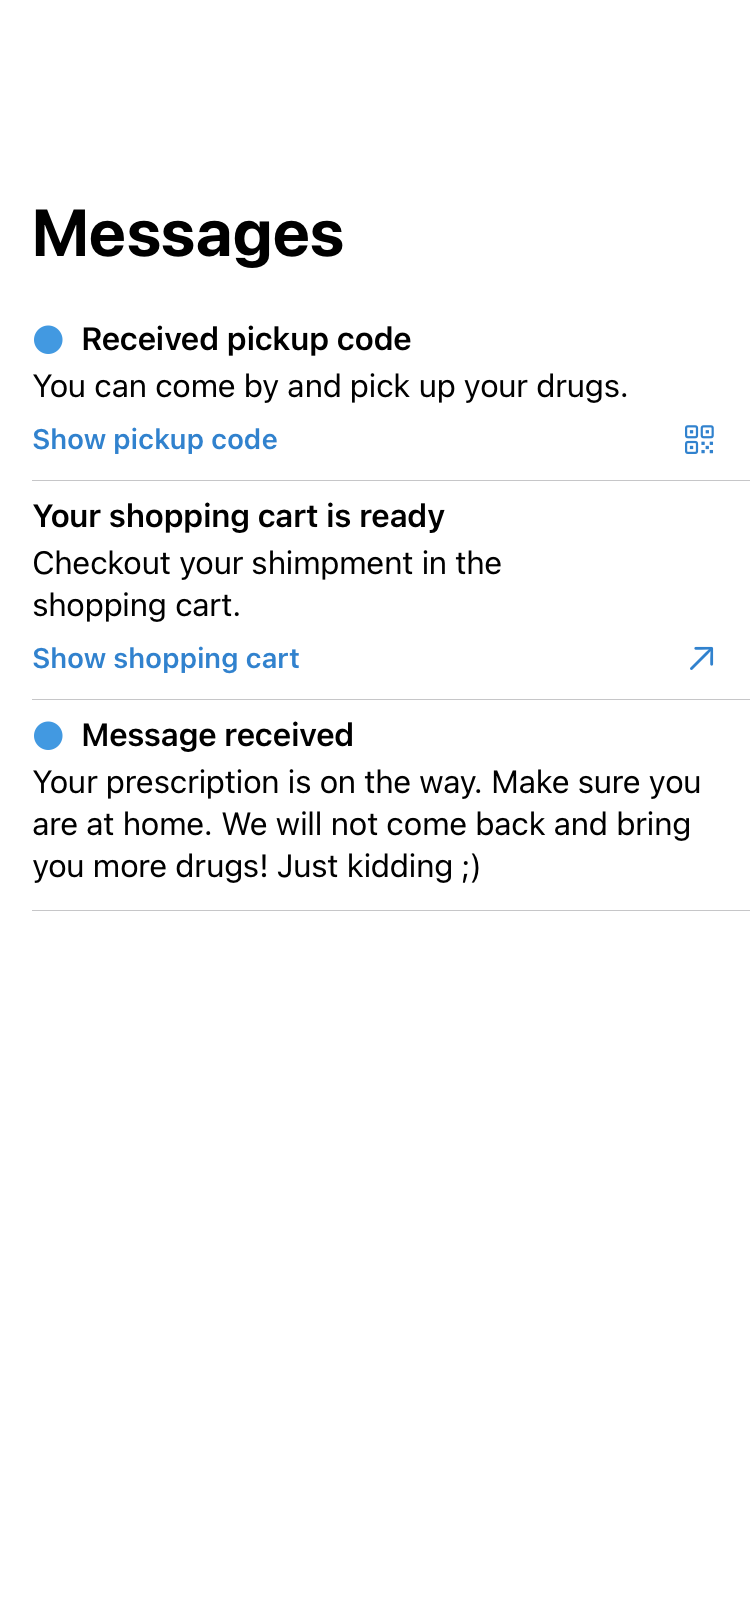 Messages
Received pickup code
You can come by and pick up your drugs.
Show pickup code
Your shopping cart is ready
Checkout your shimpment in the
shopping cart.
Show shopping cart
Message received
Your prescription is on the way. Make sure you
are at home. We will not come back and bring
you more drugs! Just kidding ;)